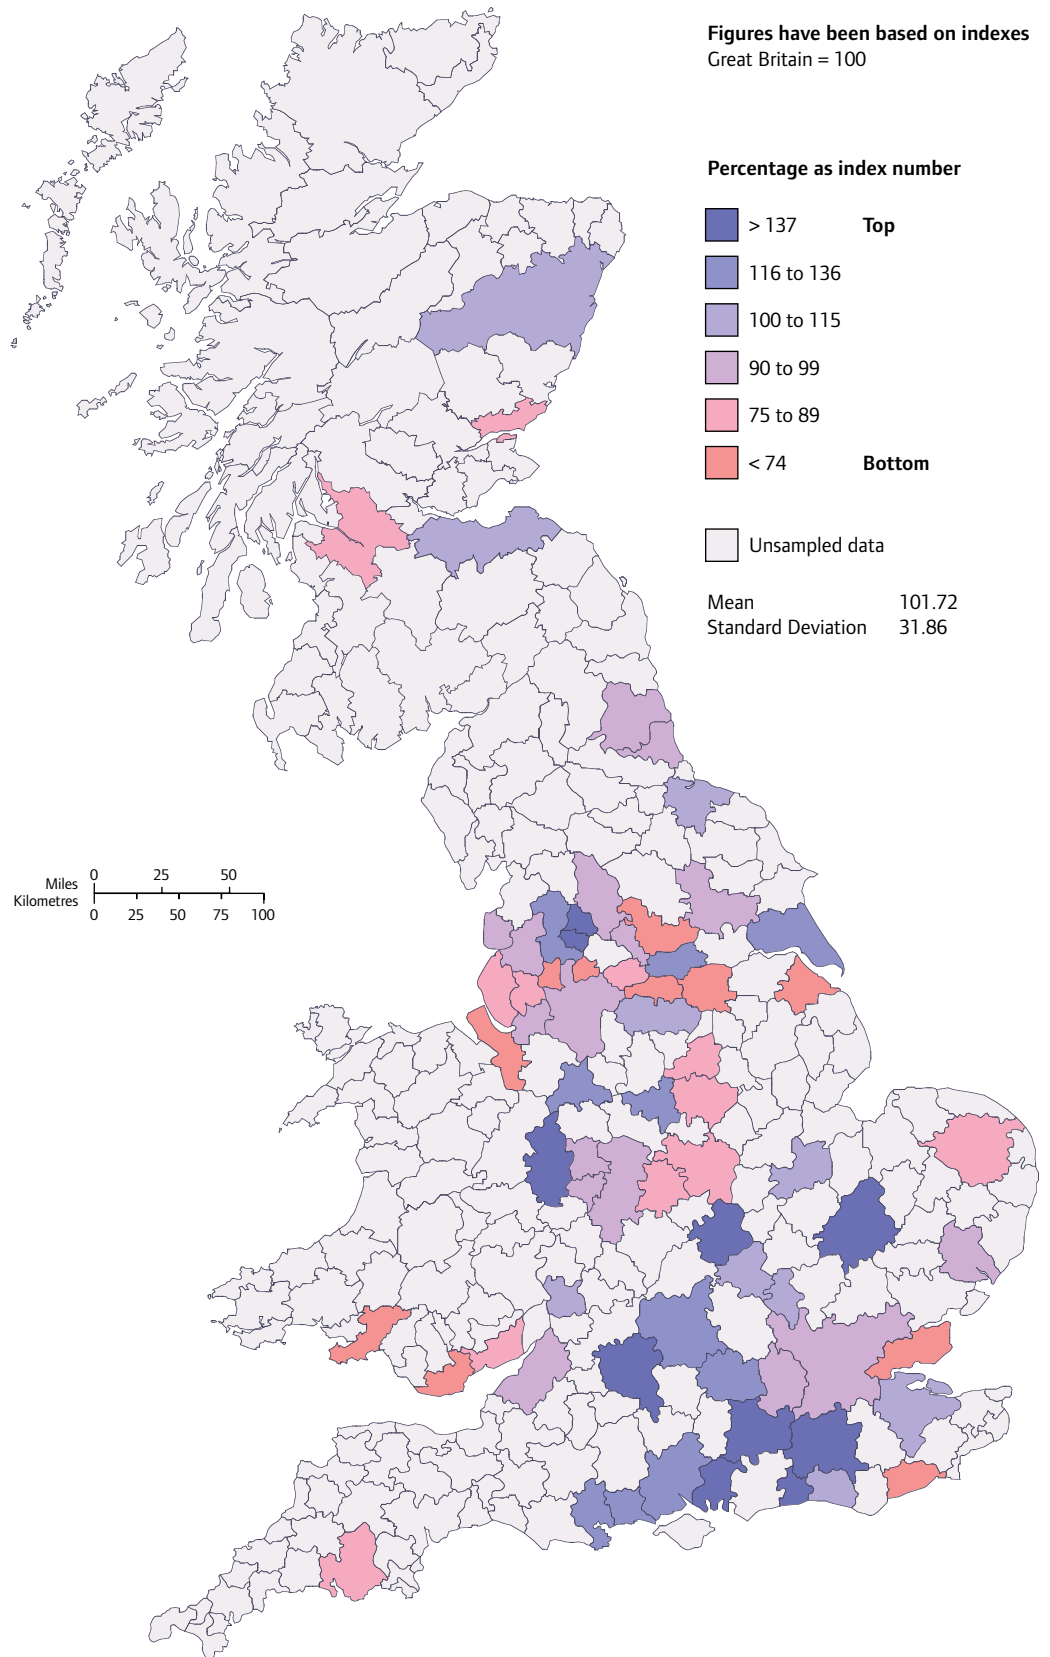 Figures have been based on indexes
Great Britain = 100
Percentage as index number
> 137 Top
116 to 136
100 to 115
90 to 99
75 to 89
< 74 Bottom
Unsampled data
Mean 101.72
Standard Deviation 31.86
Miles 0 25 50
Kilometres 0 25 50 75 100